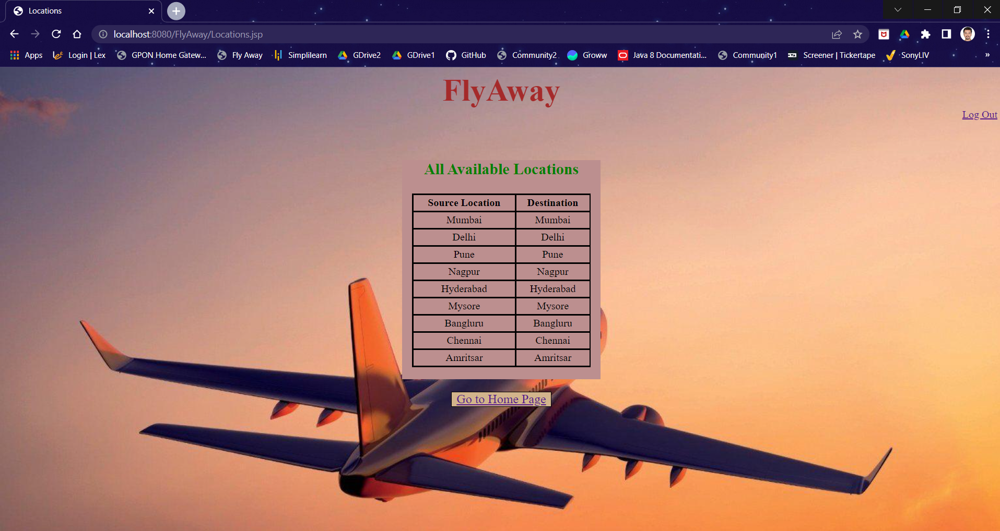 Locations
localhost:8080/FlyAway/Locations.jsp
Apps Login | Lex GPON Home Gatew... Fly Away Simplilearn GDrive2 GDrive1 GitHub Community2 Groww Java 8 Documentati... Community1 Screener | Tickertape SonyLIV »
FlyAway
Log Out
All Available Locations
Source Location Destination
Mumbai Mumbai
Delhi Delhi
Pune Pune
Nagpur Nagpur
Hyderabad Hyderabad
Mysore Mysore
Bangluru Bangluru
Chennai Chennai
Amritsar Amritsar
Go to Home Page